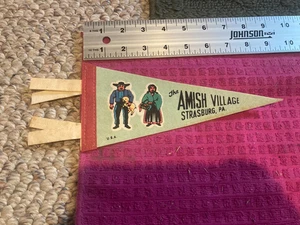 JOHNSON
The AMISH VILLAGE
STRASBURG, PA.
U.S.A.